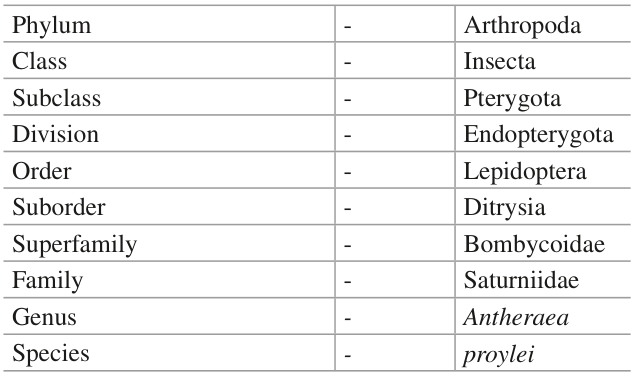 Phylum - Arthropoda
Class - Insecta
Subclass - Pterygota
Division - Endopterygota
Order - Lepidoptera
Suborder - Ditrysia
Superfamily - Bombycoidae
Family - Saturniidae
Genus - Antheraea
Species - proylei